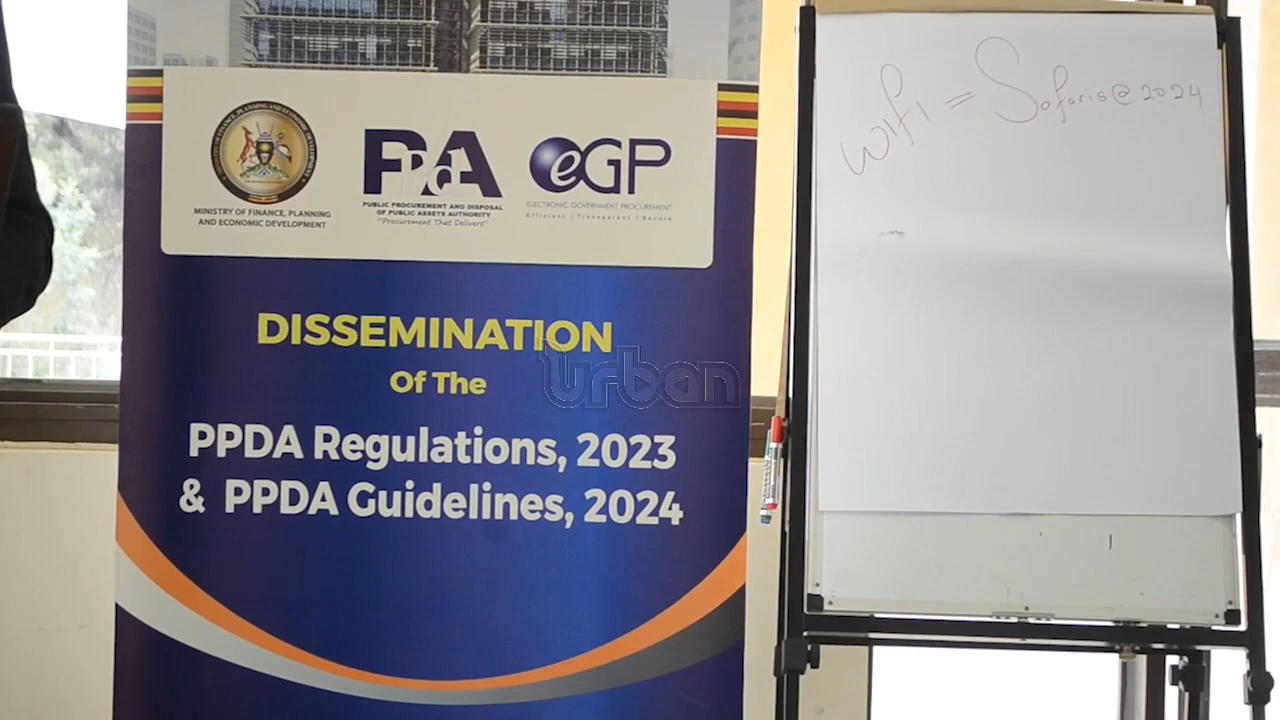 MINISTRY OF FINANCE, PLANNING
AND ECONOMIC DEVELOPMENT
PPdA
PUBLIC PROCUREMENT AND DISPOSAL
OF PUBLIC ASSETS AUTHORITY
"Procurement That Delivers"
eGP
ELECTRONIC GOVERNMENT PROCUREMENT
Efficient | Transparent | Secure
DISSEMINATION
Of The
PPDA Regulations, 2023
& PPDA Guidelines, 2024
urban
wifi = Safaris@2024